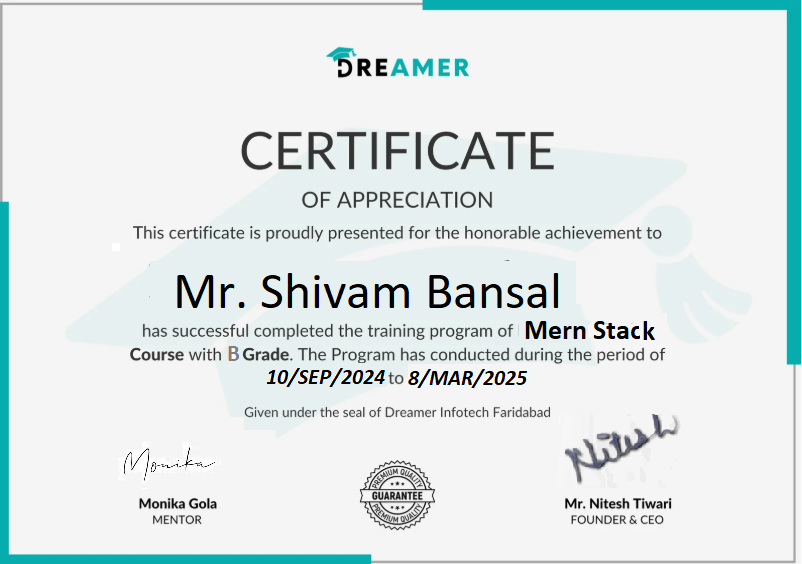 DREAMER
CERTIFICATE
OF APPRECIATION
This certificate is proudly presented for the honorable achievement to
Mr. Shivam Bansal
has successful completed the training program of Mern Stack
Course with B Grade. The Program has conducted during the period of
10/SEP/2024 to 8/MAR/2025
Given under the seal of Dreamer Infotech Faridabad
Monika
Nitesh
PREMIUM QUALITY
GUARANTEE
PREMIUM QUALITY
Monika Gola
MENTOR
Mr. Nitesh Tiwari
FOUNDER & CEO